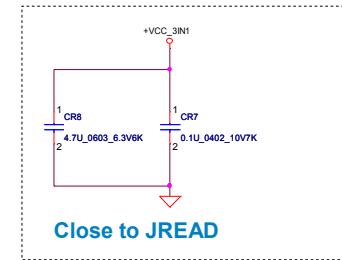 +VCC_3IN1
1 1
CR8 CR7
4.7U_0603_6.3V6K 0.1U_0402_10V7K
2 2
Close to JREAD